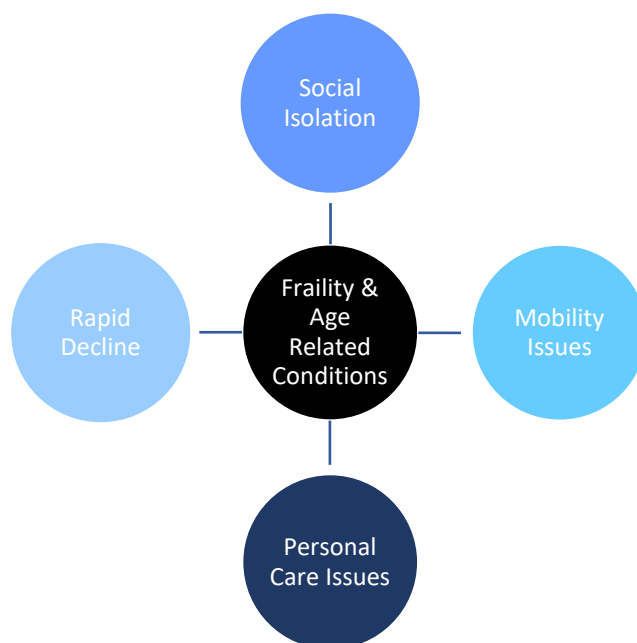 Social
Isolation
Rapid
Decline
Fraility &
Age
Related
Conditions
Mobility
Issues
Personal
Care Issues